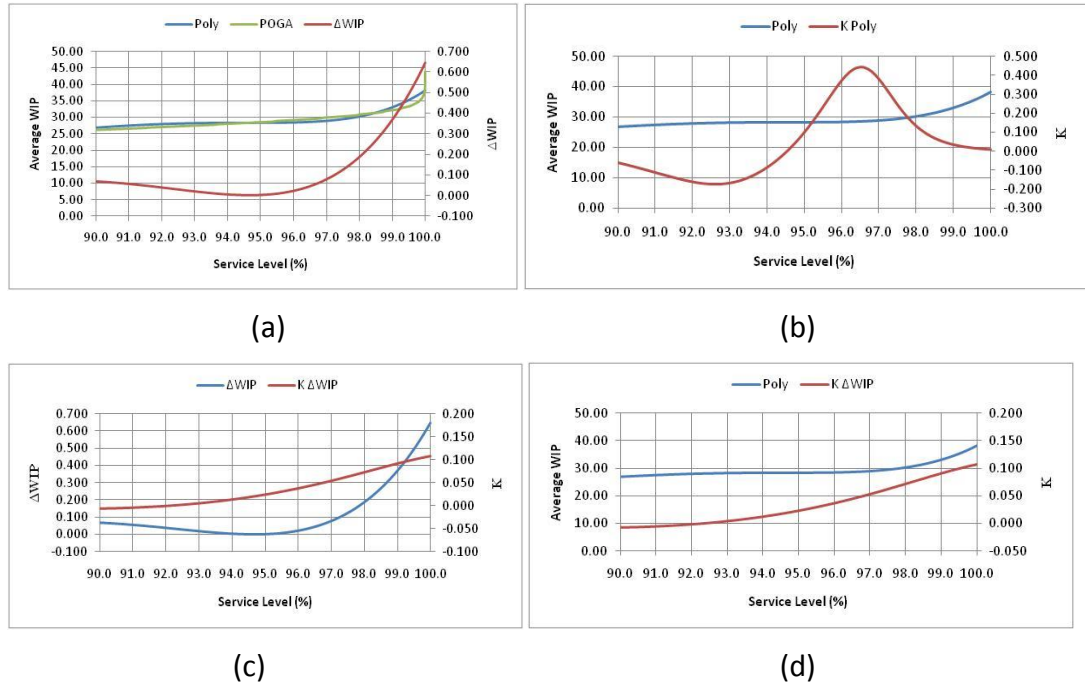 Poly POGA ΔWIP
50.00
45.00
40.00
35.00
30.00
25.00
20.00
15.00
10.00
5.00
0.00
Average WIP
0.700
0.600
0.500
0.400
0.300
0.200
0.100
0.000
-0.100
ΔWIP
90.0 91.0 92.0 93.0 94.0 95.0 96.0 97.0 98.0 99.0 100.0
Service Level (%)
(a)
Poly K Poly
50.00
40.00
30.00
20.00
10.00
0.00
Average WIP
0.500
0.400
0.300
0.200
0.100
0.000
-0.100
-0.200
-0.300
K
90.0 91.0 92.0 93.0 94.0 95.0 96.0 97.0 98.0 99.0 100.0
Service Level (%)
(b)
ΔWIP K ΔWIP
0.700
0.600
0.500
0.400
0.300
0.200
0.100
0.000
-0.100
ΔWIP
0.200
0.150
0.100
0.050
0.000
-0.050
-0.100
K
90.0 91.0 92.0 93.0 94.0 95.0 96.0 97.0 98.0 99.0 100.0
Service Level (%)
(c)
Poly K ΔWIP
50.00
40.00
30.00
20.00
10.00
0.00
Average WIP
0.200
0.150
0.100
0.050
0.000
-0.050
K
90.0 91.0 92.0 93.0 94.0 95.0 96.0 97.0 98.0 99.0 100.0
Service Level (%)
(d)